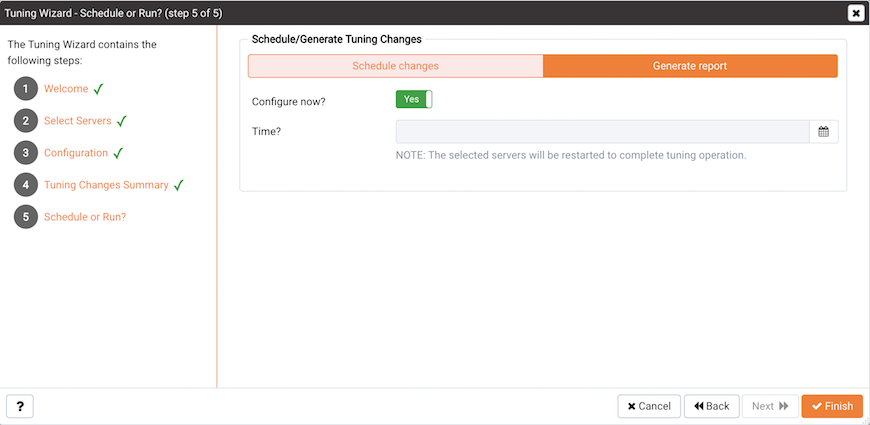 Tuning Wizard - Schedule or Run? (step 5 of 5)
The Tuning Wizard contains the
following steps:
1 Welcome
2 Select Servers
3 Configuration
4 Tuning Changes Summary
5 Schedule or Run?
Schedule/Generate Tuning Changes
Schedule changes Generate report
Configure now? Yes
Time?
NOTE: The selected servers will be restarted to complete tuning operation.
? Cancel Back Next Finish